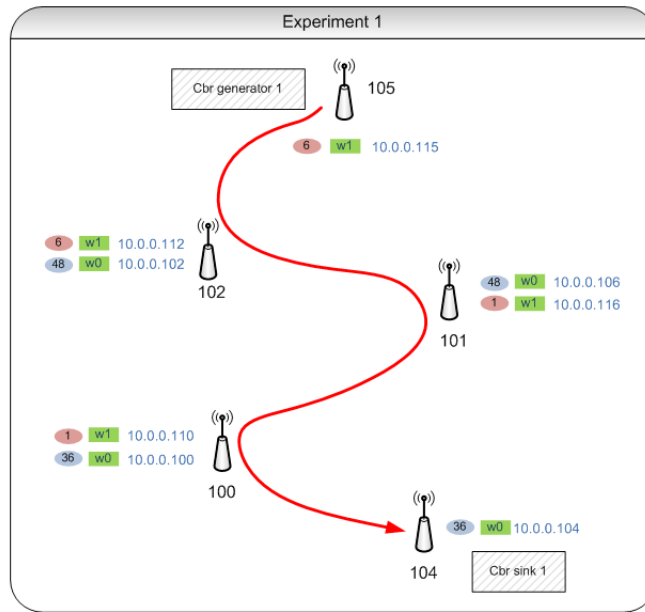 Experiment 1
Cbr generator 1
105
6 w1 10.0.0.115
6 w1 10.0.0.112
48 w0 10.0.0.102
102
48 w0 10.0.0.106
1 w1 10.0.0.116
101
1 w1 10.0.0.110
36 w0 10.0.0.100
100
36 w0 10.0.0.104
104
Cbr sink 1